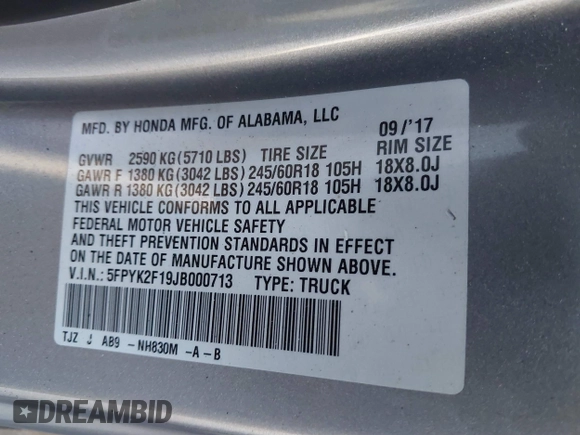 MFD. BY HONDA MFG. OF ALABAMA, LLC 09/'17
GVWR 2590 KG (5710 LBS) TIRE SIZE RIM SIZE
GAWR F 1380 KG (3042 LBS) 245/60R18 105H 18X8.0J
GAWR R 1380 KG (3042 LBS) 245/60R18 105H 18X8.0J
THIS VEHICLE CONFORMS TO ALL APPLICABLE
FEDERAL MOTOR VEHICLE SAFETY
AND THEFT PREVENTION STANDARDS IN EFFECT
ON THE DATE OF MANUFACTURE SHOWN ABOVE.
V.I.N.: 5FPYK2F19JB000713 TYPE: TRUCK
TJZ J AB9 -NH830M -A-B
DREAMBID